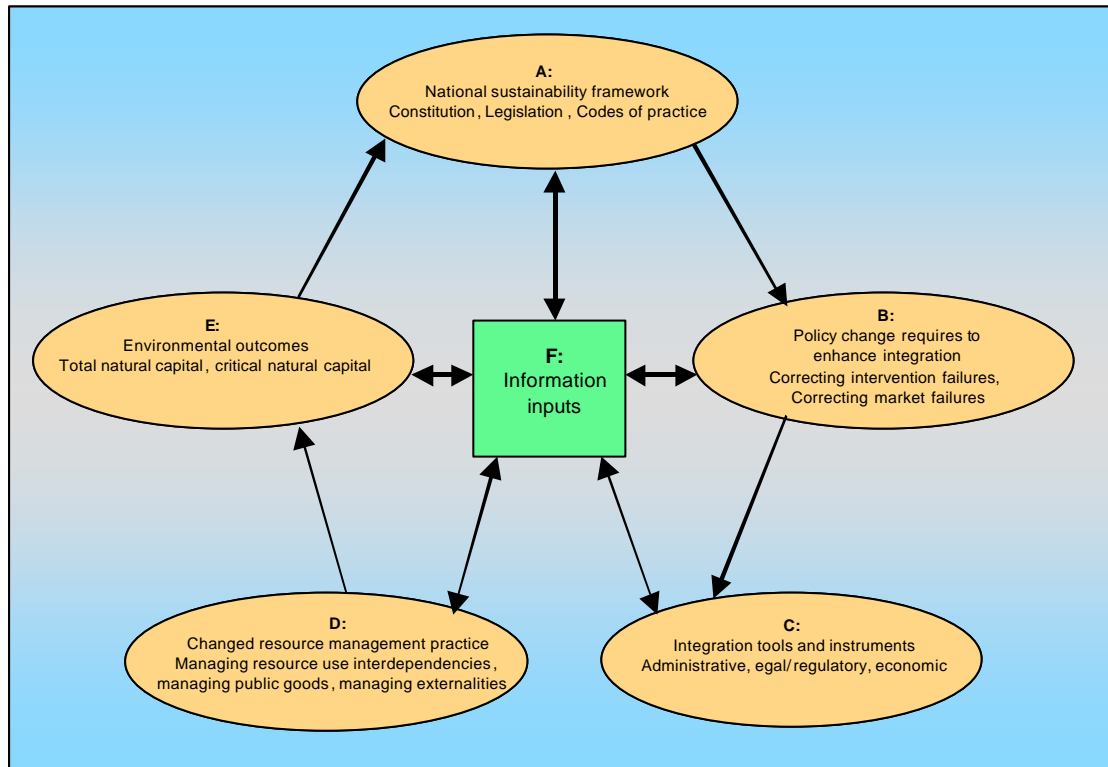 A:
National sustainability framework
Constitution, Legislation, Codes of practice
E:
Environmental outcomes
Total natural capital, critical natural capital
F:
Information
inputs
B:
Policy change requires to
enhance integration
Correcting intervention failures,
Correcting market failures
D:
Changed resource management practice
Managing resource use interdependencies,
managing public goods, managing externalities
C:
Integration tools and instruments
Administrative, egal/regulatory, economic